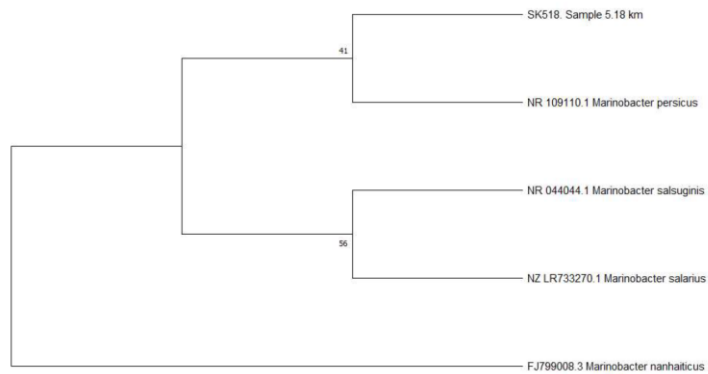 SK518. Sample 5.18 km
41
NR 109110.1 Marinobacter persicus
NR 044044.1 Marinobacter salsuginis
56
NZ LR733270.1 Marinobacter salarius
FJ799008.3 Marinobacter nanhaiticus